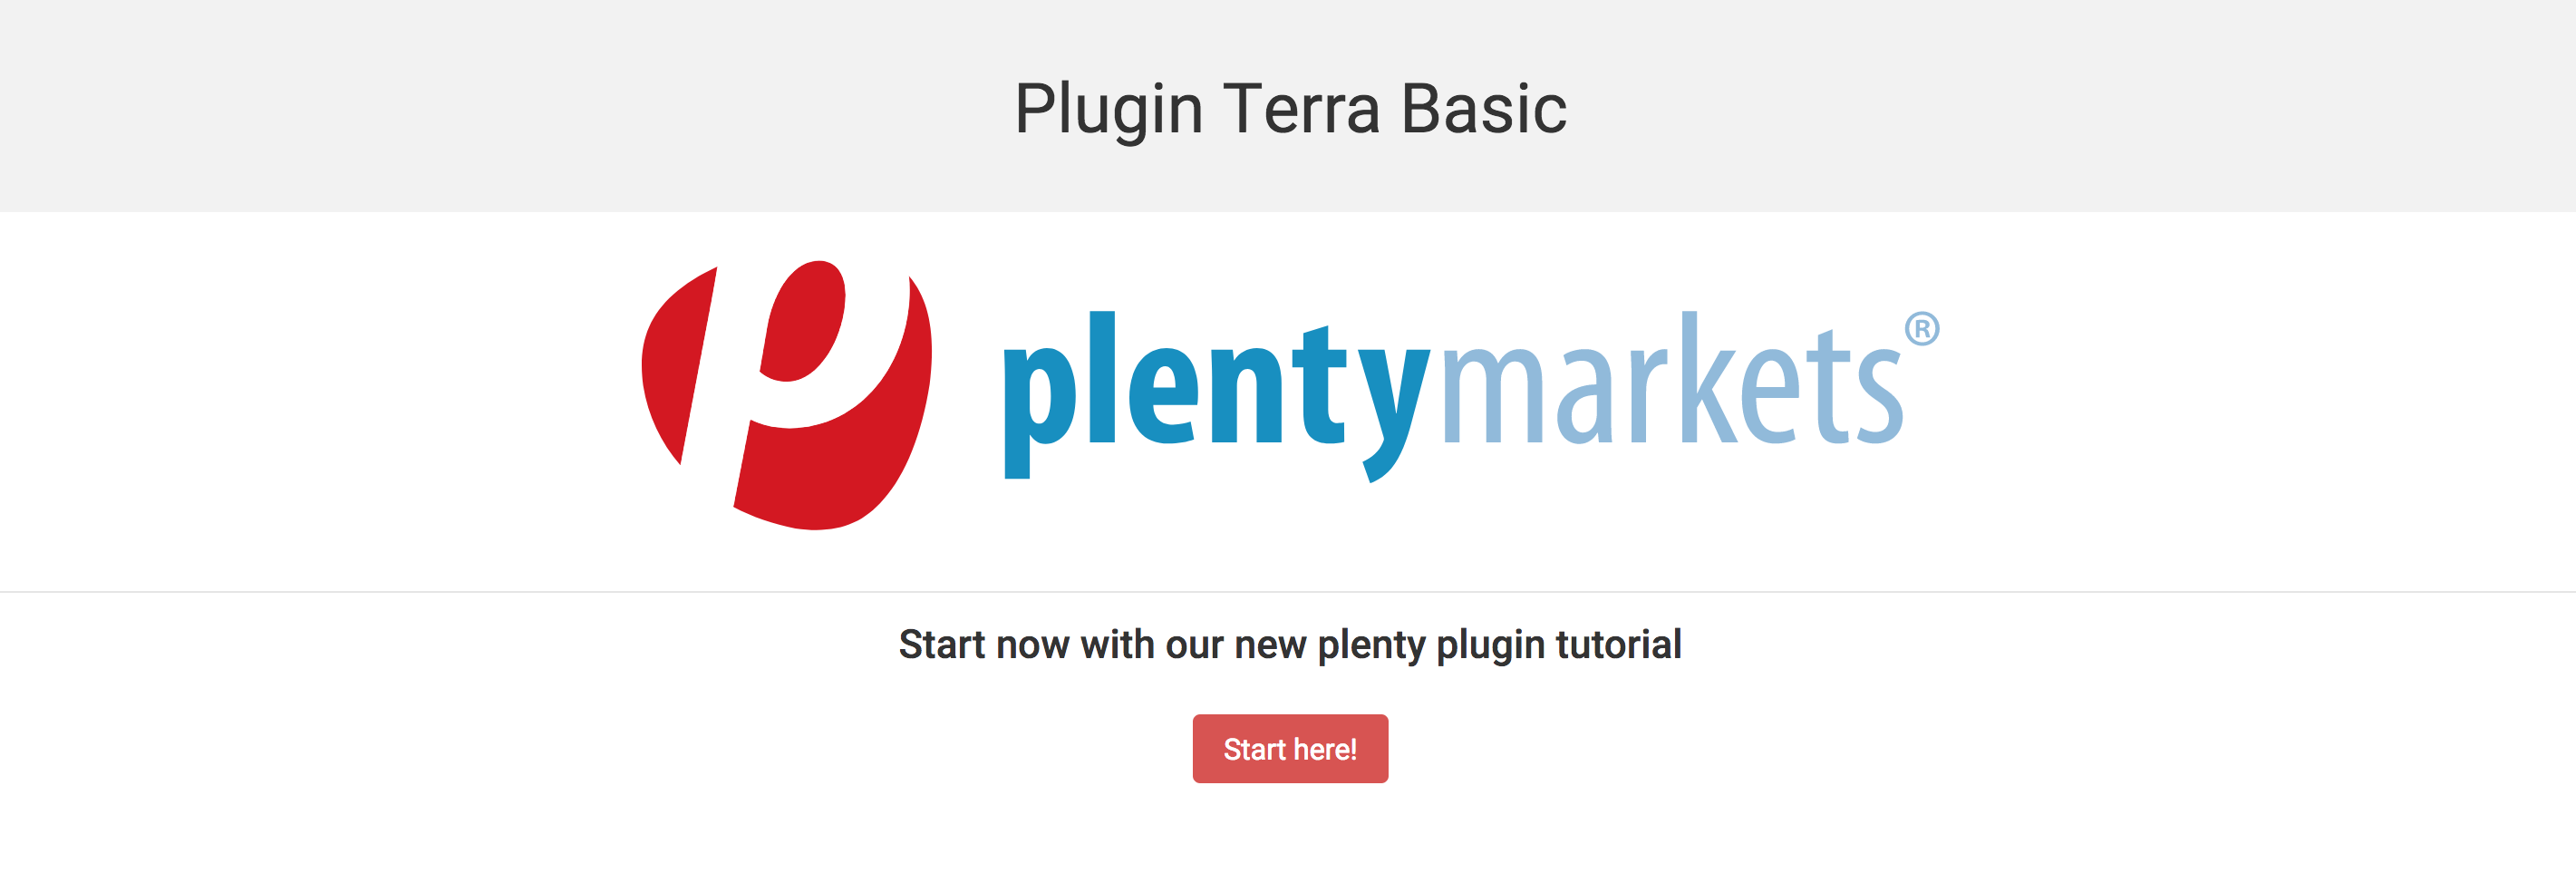 Plugin Terra Basic
plentymarkets®
Start now with our new plenty plugin tutorial
Start here!